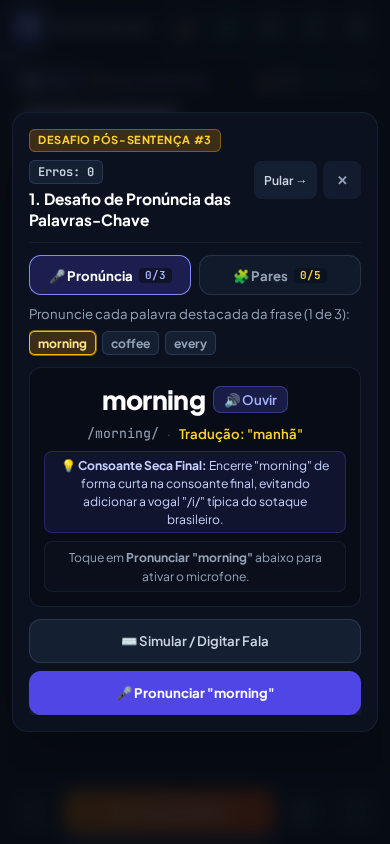 DESAFIO PÓS-SENTENÇA #3
Erros: 0
1. Desafio de Pronúncia das
Palavras-Chave
Pular →
✕
🎤 Pronúncia 0/3
🧩 Pares 0/5
Pronuncie cada palavra destacada da frase (1 de 3):
morning coffee every
morning 🔊 Ouvir
/morning/ · Tradução: "manhã"
💡 Consoante Seca Final: Encerre "morning" de
forma curta na consoante final, evitando
adicionar a vogal "/i/" típica do sotaque
brasileiro.
Toque em Pronunciar "morning" abaixo para
ativar o microfone.
⌨️ Simular / Digitar Fala
🎤 Pronunciar "morning"